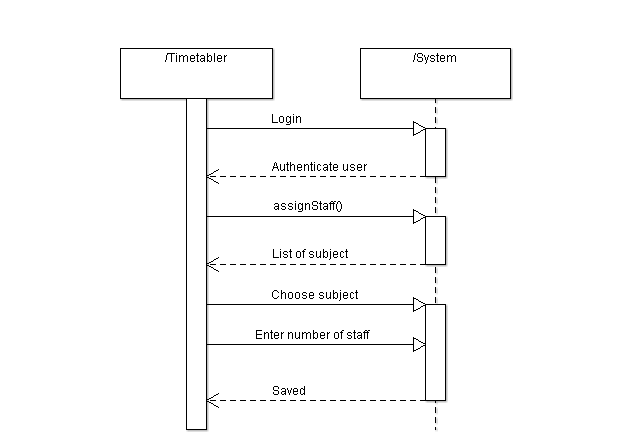 /Timetabler
/System
Login
Authenticate user
assignStaff()
List of subject
Choose subject
Enter number of staff
Saved